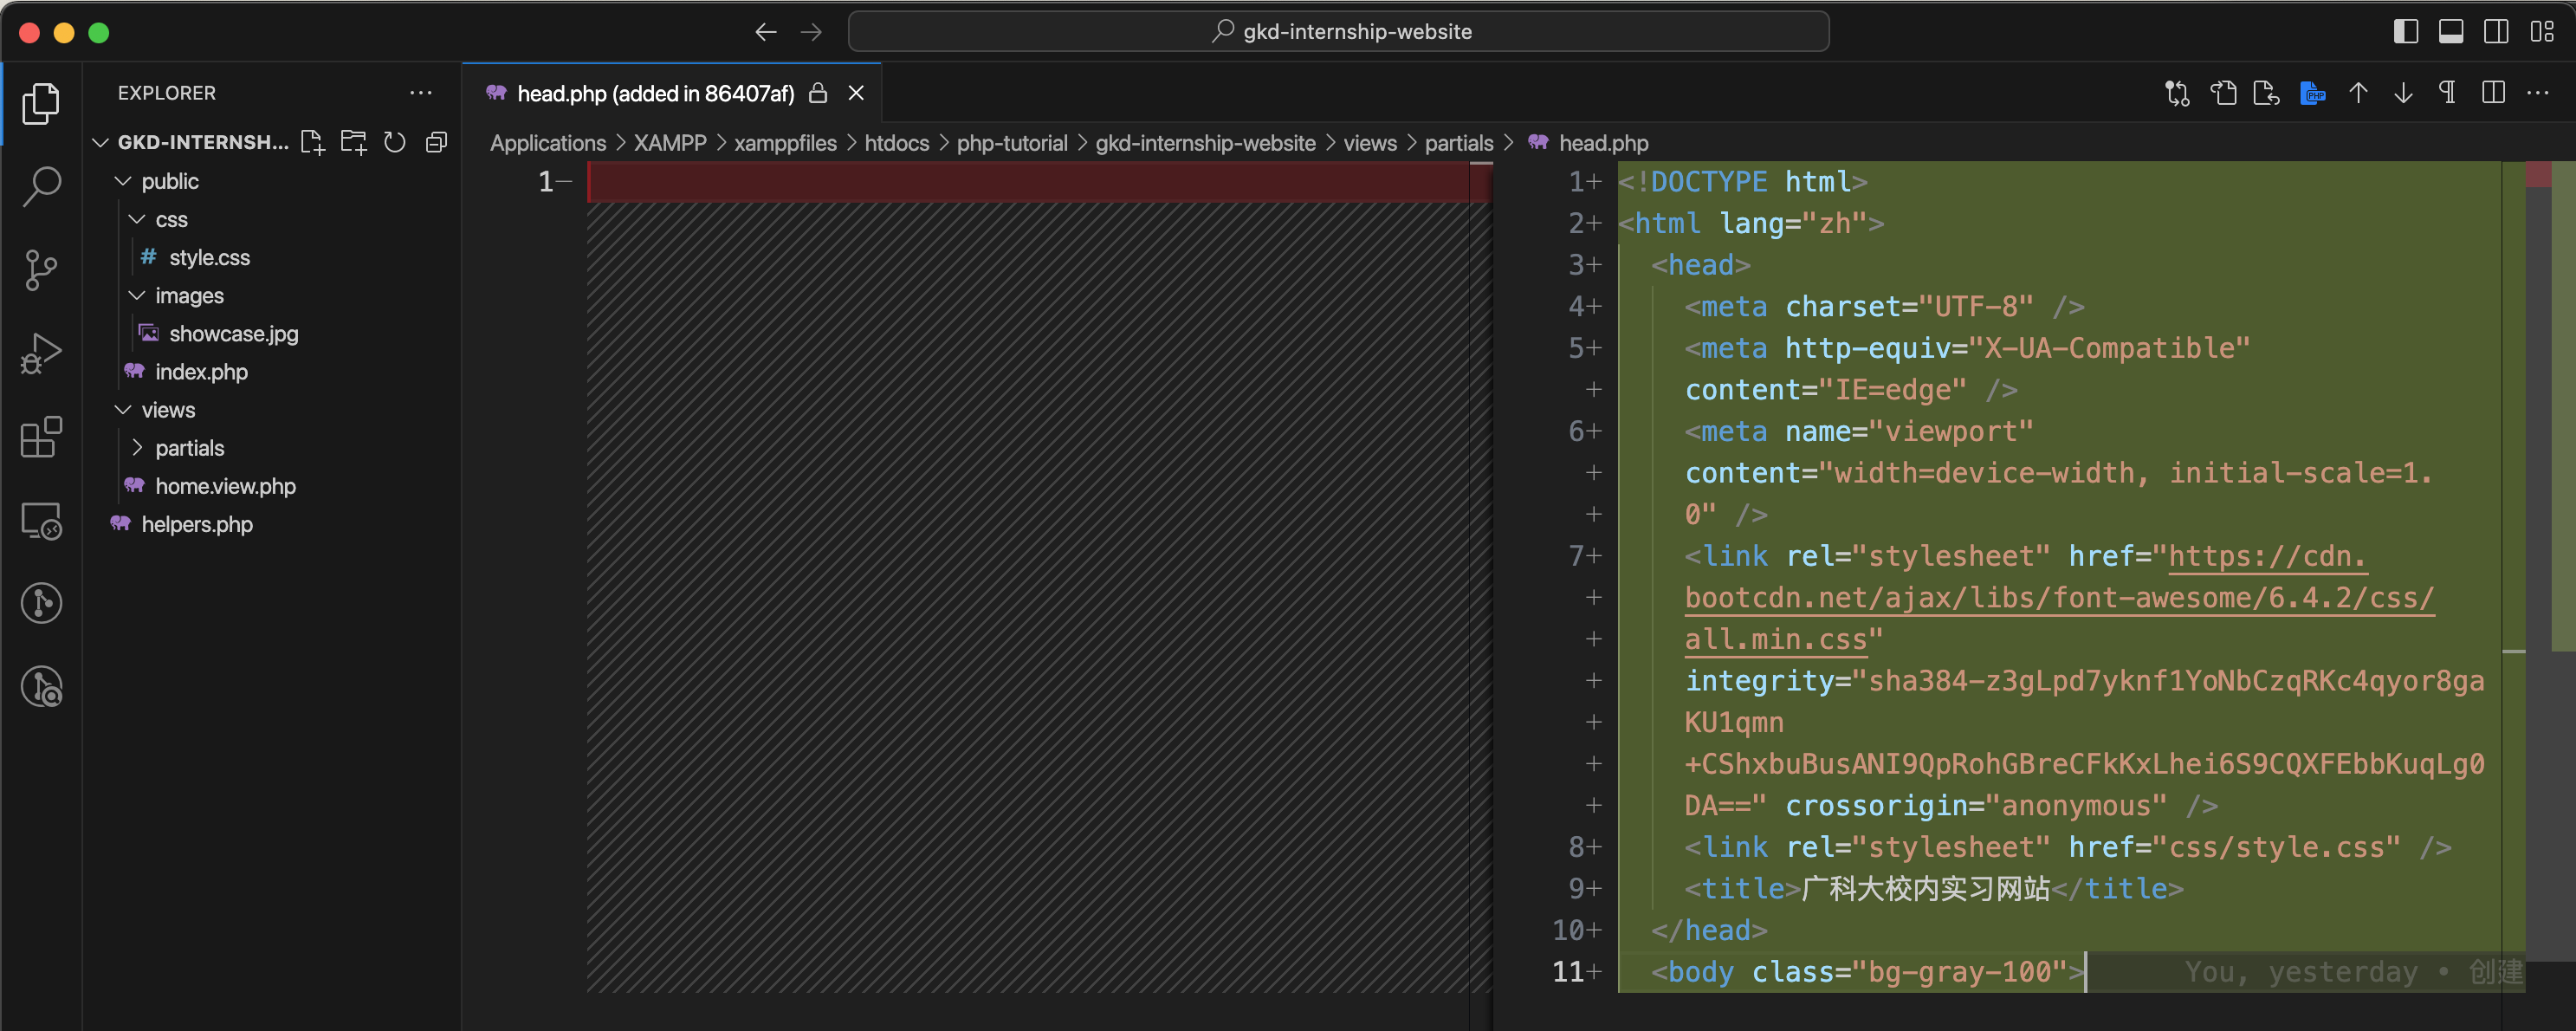 gkd-internship-website
EXPLORER
GKD-INTERNSH...
public
css
# style.css
images
showcase.jpg
index.php
views
partials
home.view.php
helpers.php
head.php (added in 86407af)
PHP
Applications > XAMPP > xamppfiles > htdocs > php-tutorial > gkd-internship-website > views > partials > head.php
1−
1+ <!DOCTYPE html>
2+ <html lang="zh">
3+ <head>
4+ <meta charset="UTF-8" />
5+ <meta http-equiv="X-UA-Compatible"
+ content="IE=edge" />
6+ <meta name="viewport"
+ content="width=device-width, initial-scale=1.
+ 0" />
7+ <link rel="stylesheet" href="https://cdn.
+ bootcdn.net/ajax/libs/font-awesome/6.4.2/css/
+ all.min.css"
+ integrity="sha384-z3gLpd7yknf1YoNbCzqRKc4qyor8ga
+ KU1qmn
+ +CShxbuBusANI9QpRohGBreCFkKxLhei6S9CQXFEbbKuqLg0
+ DA==" crossorigin="anonymous" />
8+ <link rel="stylesheet" href="css/style.css" />
9+ <title>广科大校内实习网站</title>
10+ </head>
11+ <body class="bg-gray-100"> You, yesterday • 创建